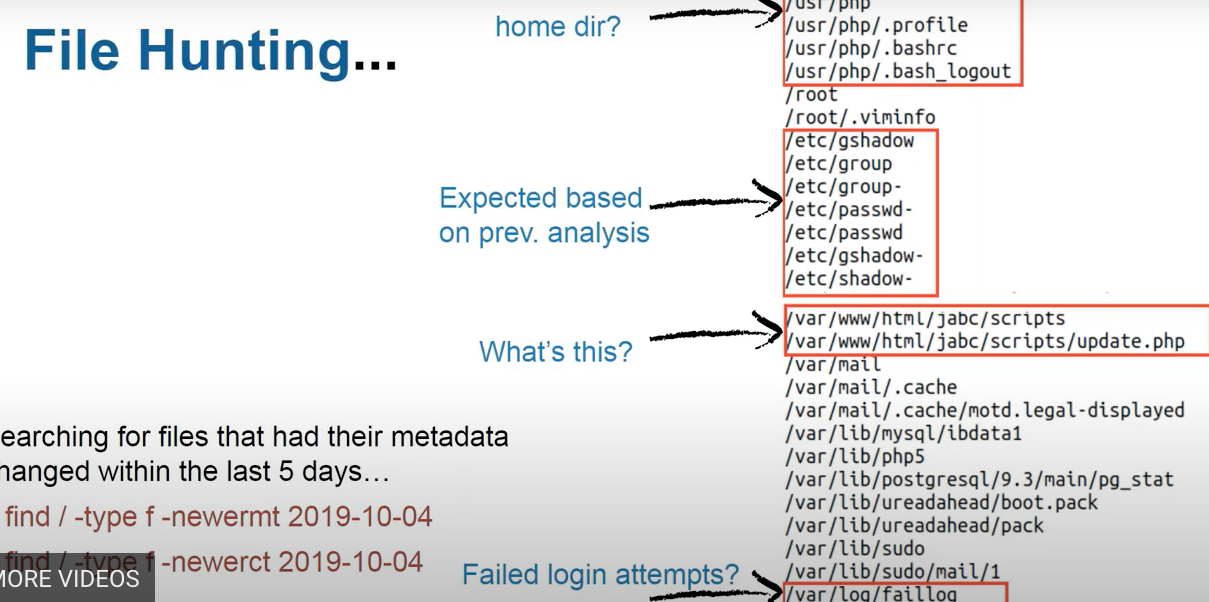 File Hunting...
home dir?
/usr/php
/usr/php/.profile
/usr/php/.bashrc
/usr/php/.bash_logout
/root
/root/.viminfo
/etc/gshadow
/etc/group
/etc/group-
/etc/passwd-
/etc/passwd
/etc/gshadow-
/etc/shadow-
Expected based
on prev. analysis
/var/www/html/jabc/scripts
/var/www/html/jabc/scripts/update.php
What's this?
/var/mail
/var/mail/.cache
/var/mail/.cache/motd.legal-displayed
/var/lib/mysql/ibdata1
/var/lib/php5
/var/lib/postgresql/9.3/main/pg_stat
/var/lib/ureadahead/boot.pack
/var/lib/ureadahead/pack
/var/lib/sudo
/var/lib/sudo/mail/1
/var/log/faillog
earching for files that had their metadata
hanged within the last 5 days…
find / -type f -newermt 2019-10-04
find / -type f -newerct 2019-10-04
MORE VIDEOS
Failed login attempts?